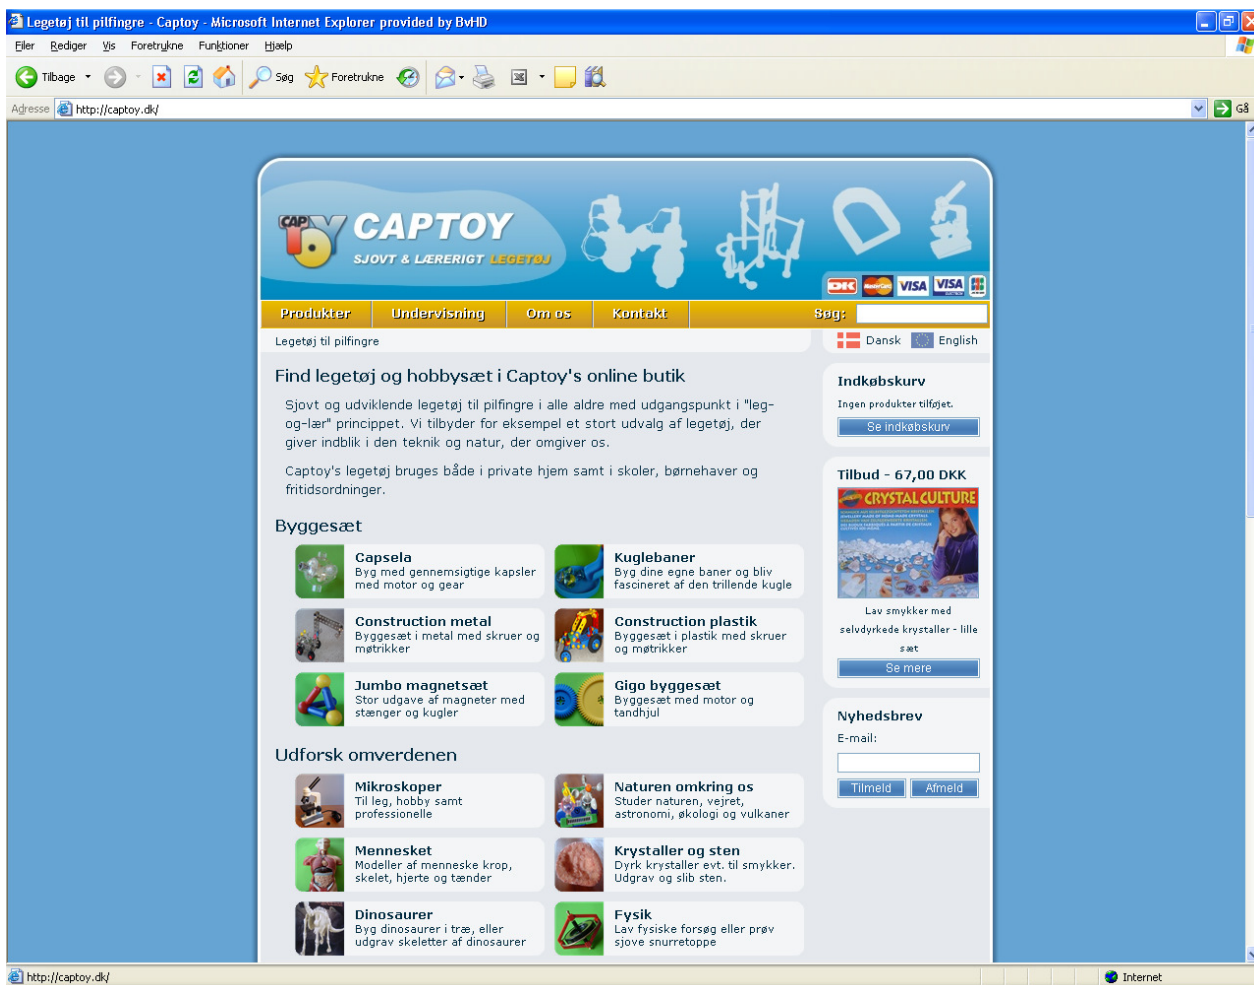 Legetøj til pilfingre - Captoy - Microsoft Internet Explorer provided by BvHD
Filer Rediger Vis Foretrukne Funktioner Hjælp
Tilbage Søg Foretrukne
Adresse http://captoy.dk/ Gå
CAP TOY
CAPTOY
SJOVT & LÆRERIGT LEGETØJ
DK MasterCard VISA VISA JCB
Produkter Undervisning Om os Kontakt Søg:
Legetøj til pilfingre
Dansk English
Find legetøj og hobbysæt i Captoy's online butik
Sjovt og udviklende legetøj til pilfingre i alle aldre med udgangspunkt i "leg-
og-lær" princippet. Vi tilbyder for eksempel et stort udvalg af legetøj, der
giver indblik i den teknik og natur, der omgiver os.
Captoy's legetøj bruges både i private hjem samt i skoler, børnehaver og
fritidsordninger.
Byggesæt
Capsela
Byg med gennemsigtige kapsler
med motor og gear
Kuglebaner
Byg dine egne baner og bliv
fascineret af den trillende kugle
Construction metal
Byggesæt i metal med skruer og
møtrikker
Construction plastik
Byggesæt i plastik med skruer
og møtrikker
Jumbo magnetsæt
Stor udgave af magneter med
stænger og kugler
Gigo byggesæt
Byggesæt med motor og
tandhjul
Udforsk omverdenen
Mikroskoper
Til leg, hobby samt
professionelle
Naturen omkring os
Studer naturen, vejret,
astronomi, økologi og vulkaner
Mennesket
Modeller af menneske krop,
skelet, hjerte og tænder
Krystaller og sten
Dyrk krystaller evt. til smykker.
Udgrav og slib sten.
Dinosaurer
Byg dinosaurer i træ, eller
udgrav skeletter af dinosaurer
Fysik
Lav fysiske forsøg eller prøv
sjove snurretoppe
Indkøbskurv
Ingen produkter tilføjet.
Se indkøbskurv
Tilbud - 67,00 DKK
CRYSTAL CULTURE
Lav smykker med
selvdyrkede krystaller - lille
sæt
Se mere
Nyhedsbrev
E-mail:
Tilmeld Afmeld
http://captoy.dk/ Internet